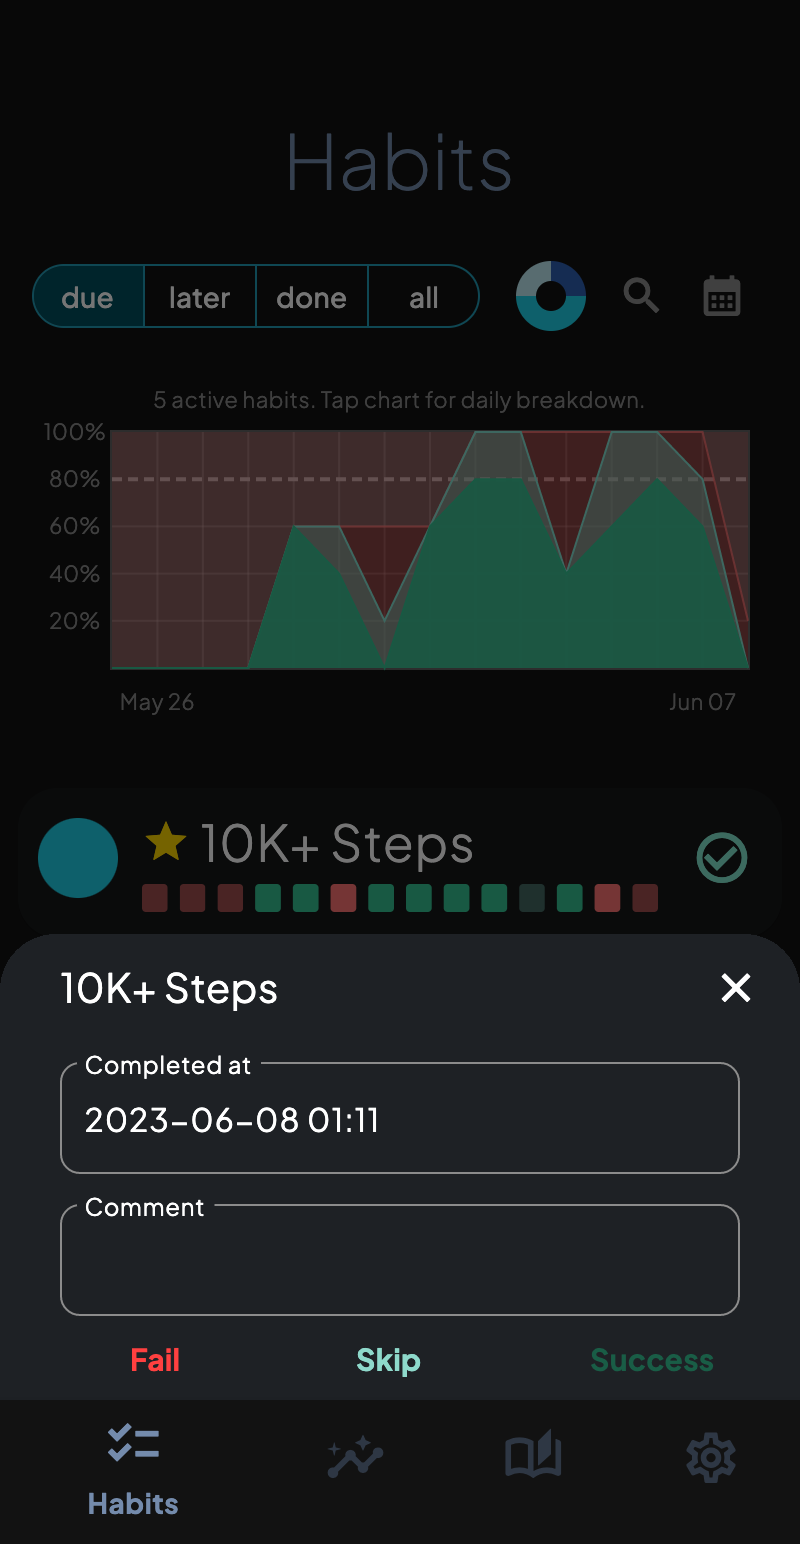 Habits
due later done all
5 active habits. Tap chart for daily breakdown.
100%
80%
60%
40%
20%
May 26 Jun 07
10K+ Steps
10K+ Steps
Completed at
2023-06-08 01:11
Comment
Fail Skip Success
Habits